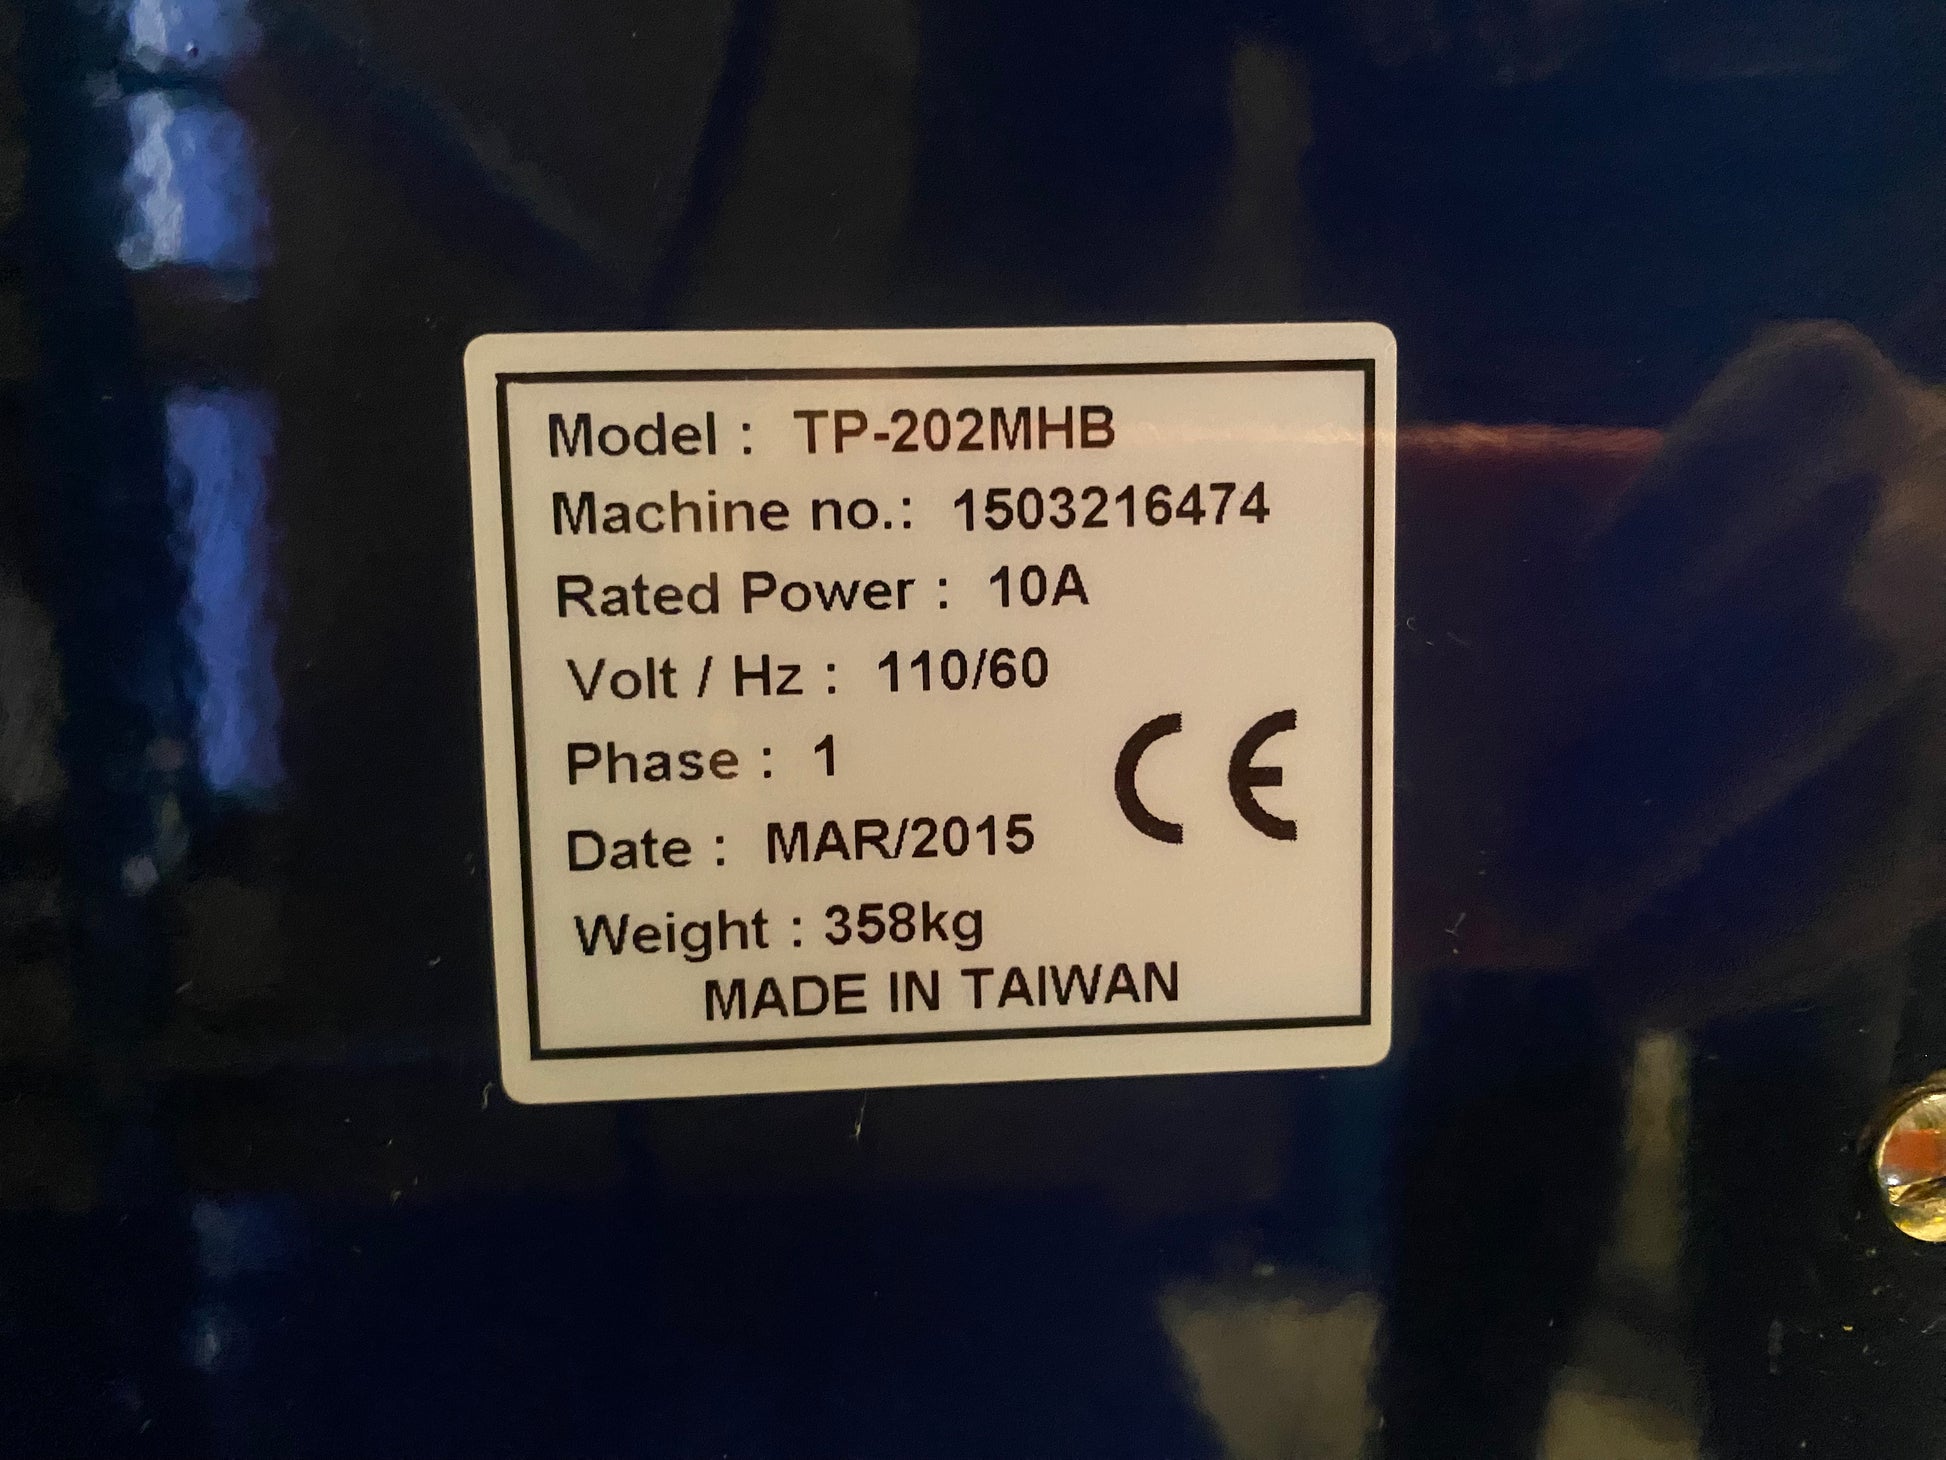 Model : TP-202MHB
Machine no.: 1503216474
Rated Power : 10A
Volt / Hz : 110/60
Phase : 1
CE
Date : MAR/2015
Weight : 358kg
MADE IN TAIWAN